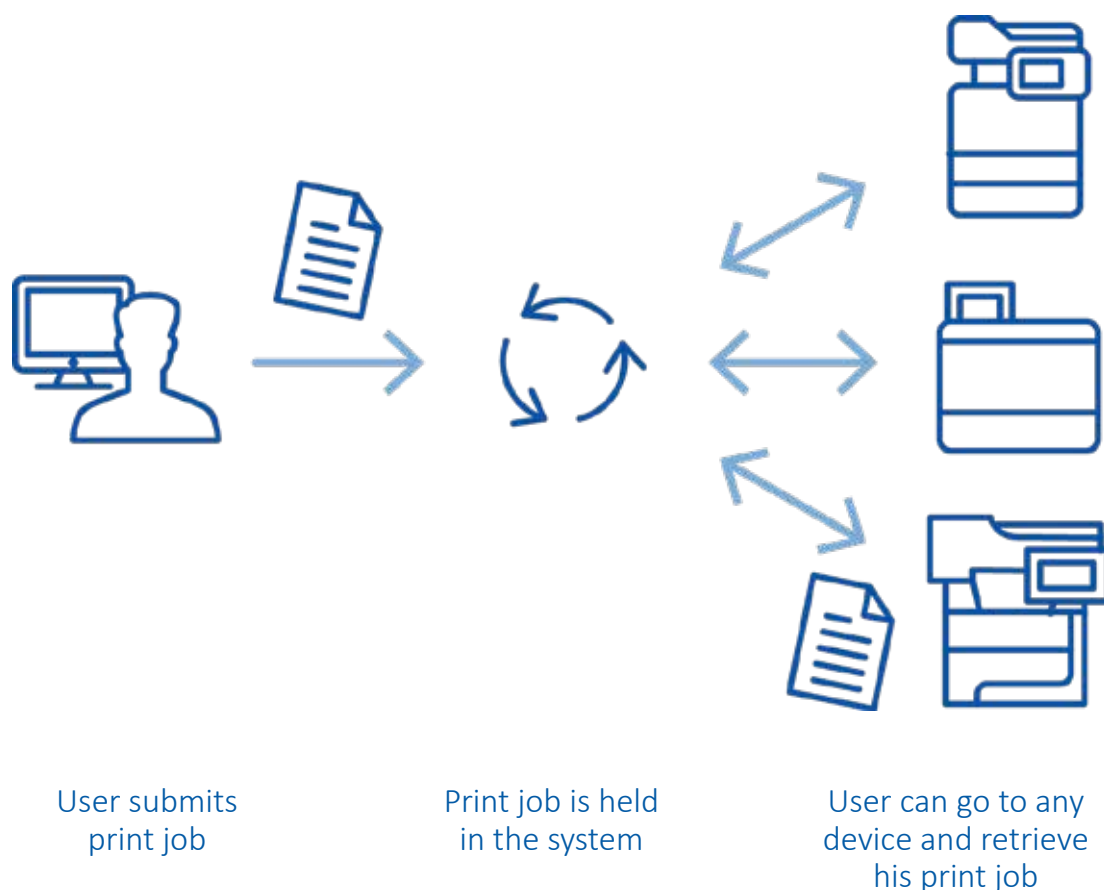 User submits
print job
Print job is held
in the system
User can go to any
device and retrieve
his print job